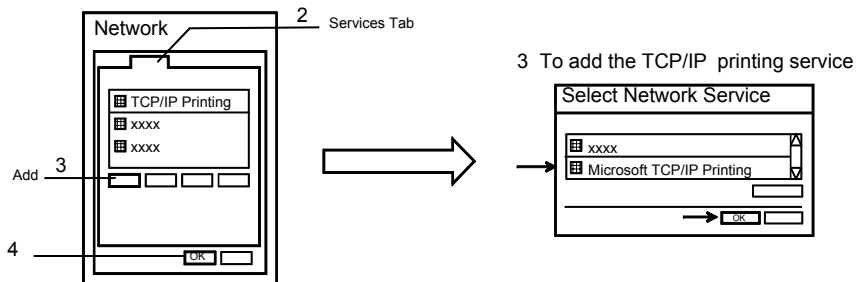 Network
2 Services Tab
TCP/IP Printing
xxxx
xxxx
Add 3
4
OK
3 To add the TCP/IP printing service
Select Network Service
xxxx
Microsoft TCP/IP Printing
OK